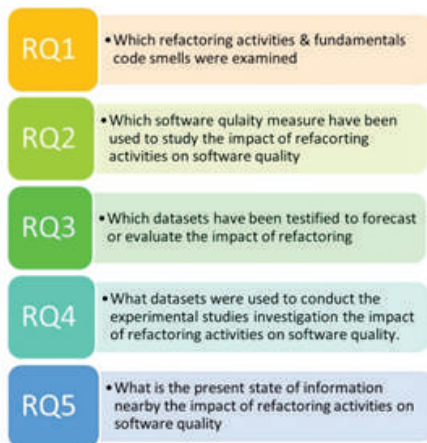 RQ1
• Which refactoring activities & fundamentals
code smells were examined
RQ2
• Which software qulaity measure have been
used to study the impact of refacorting
activities on software quality
RQ3
• Which datasets have been testified to forecast
or evaluate the impact of refactoring
RQ4
• What datasets were used to conduct the
experimental studies investigation the impact
of refactoring activities on software quality.
RQ5
• What is the present state of information
nearby the impact of refactoring activities on
software quality